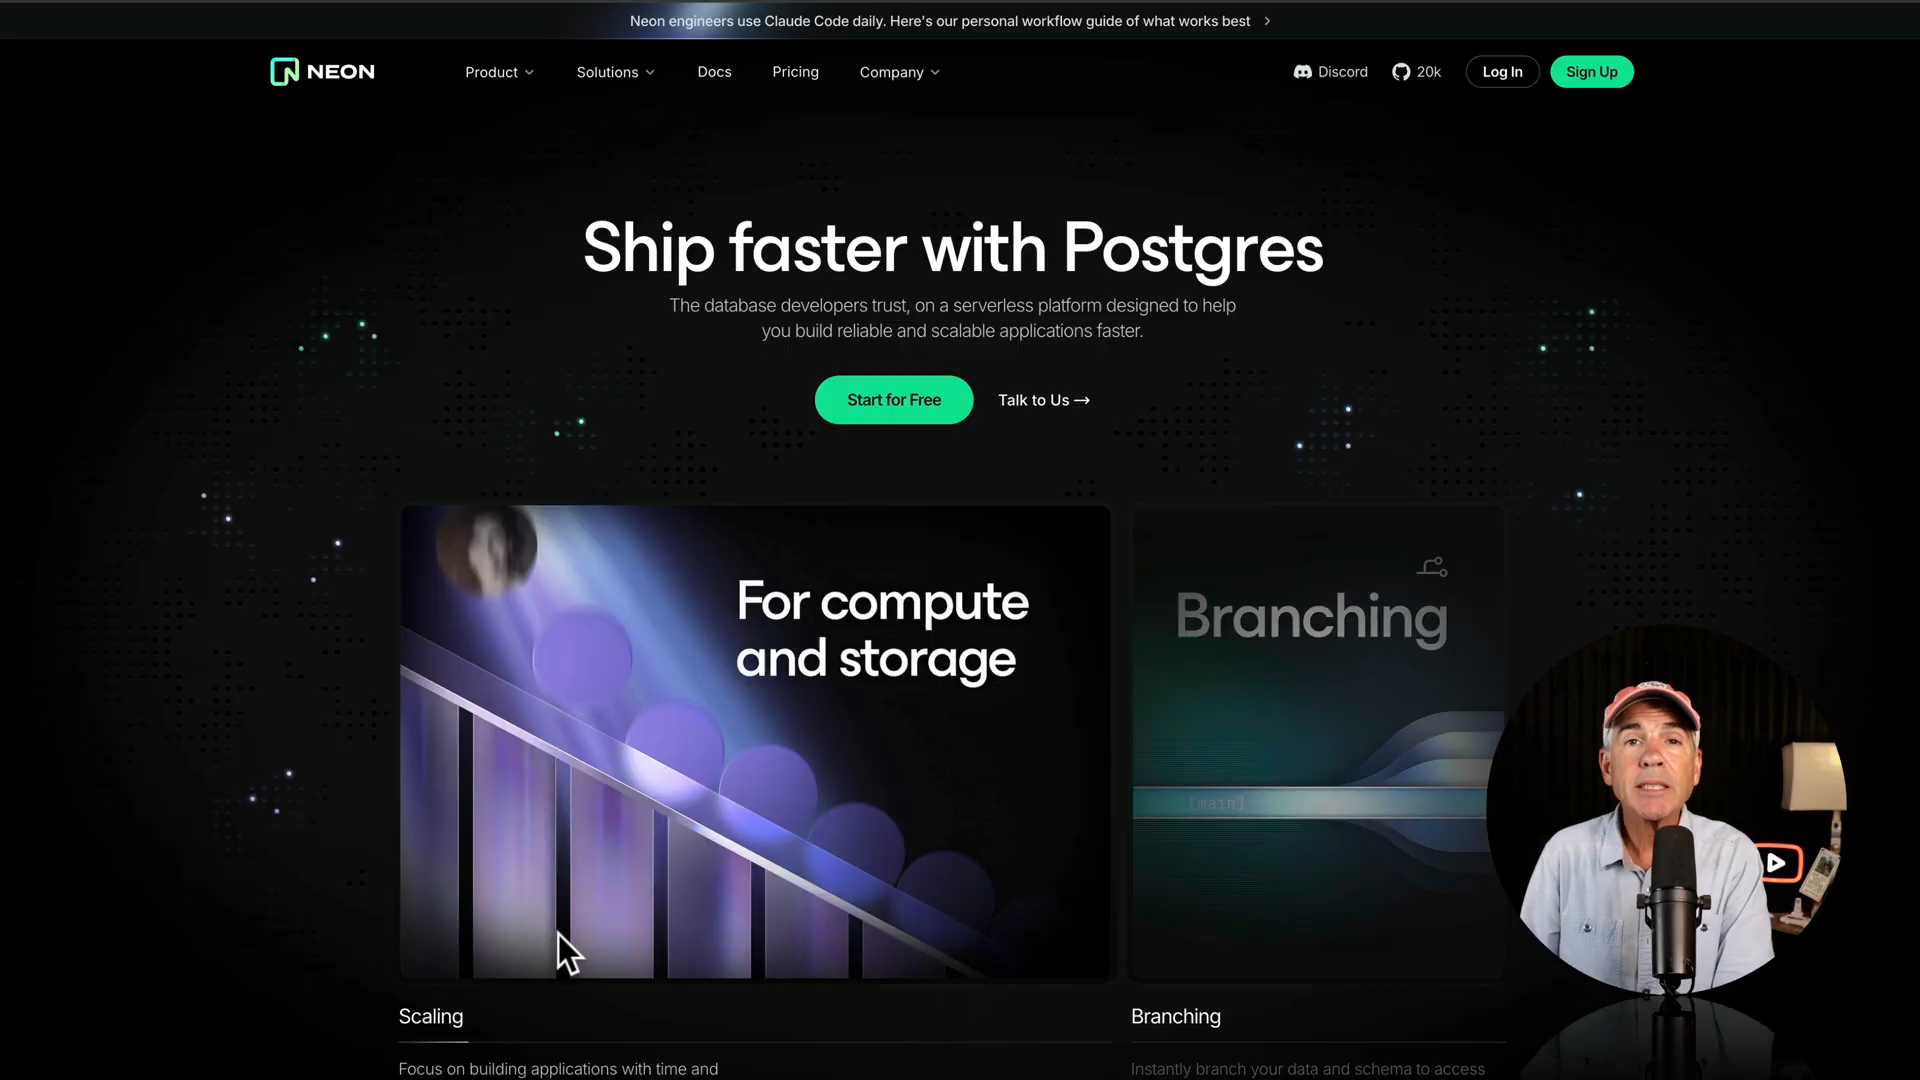 Neon engineers use Claude Code daily. Here's our personal workflow guide of what works best
NEON
Product
Solutions
Docs
Pricing
Company
Discord
20k
Log In
Sign Up
Ship faster with Postgres
The database developers trust, on a serverless platform designed to help
you build reliable and scalable applications faster.
Start for Free
Talk to Us →
For compute
and storage
Branching
[main]
Scaling
Focus on building applications with time and
Branching
Instantly branch your data and schema to access